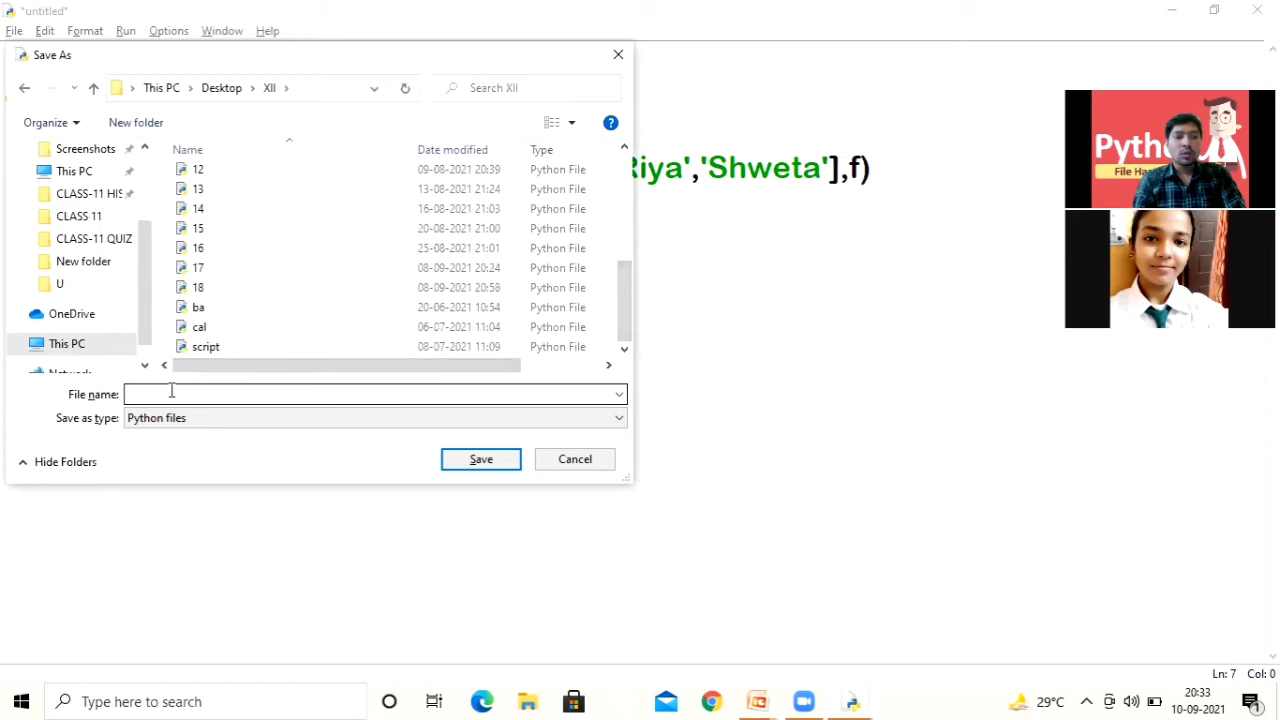 *untitled*
File Edit Format Run Options Window Help
Save As
This PC > Desktop > XII >
Search XII
Organize
New folder
Name Date modified Type
Screenshots
This PC
CLASS-11 HIS
CLASS 11
CLASS-11 QUIZ
New folder
U
OneDrive
This PC
Network
12 09-08-2021 20:39 Python File
13 13-08-2021 21:24 Python File
14 16-08-2021 21:03 Python File
15 20-08-2021 21:00 Python File
16 25-08-2021 21:01 Python File
17 08-09-2021 20:24 Python File
18 08-09-2021 20:58 Python File
ba 20-06-2021 10:54 Python File
cal 06-07-2021 11:04 Python File
script 08-07-2021 11:09 Python File
File name:
Save as type: Python files
Hide Folders
Save
Cancel
Riya','Shweta'],f)
Pyth
File Ha
Ln: 7 Col: 0
Type here to search
29°C
20:33
10-09-2021
1